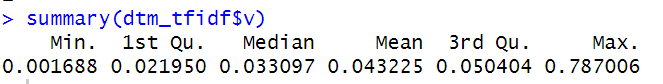 > summary(dtm_tfidf$v)
Min. 1st Qu. Median Mean 3rd Qu. Max.
0.001688 0.021950 0.033097 0.043225 0.050404 0.787006